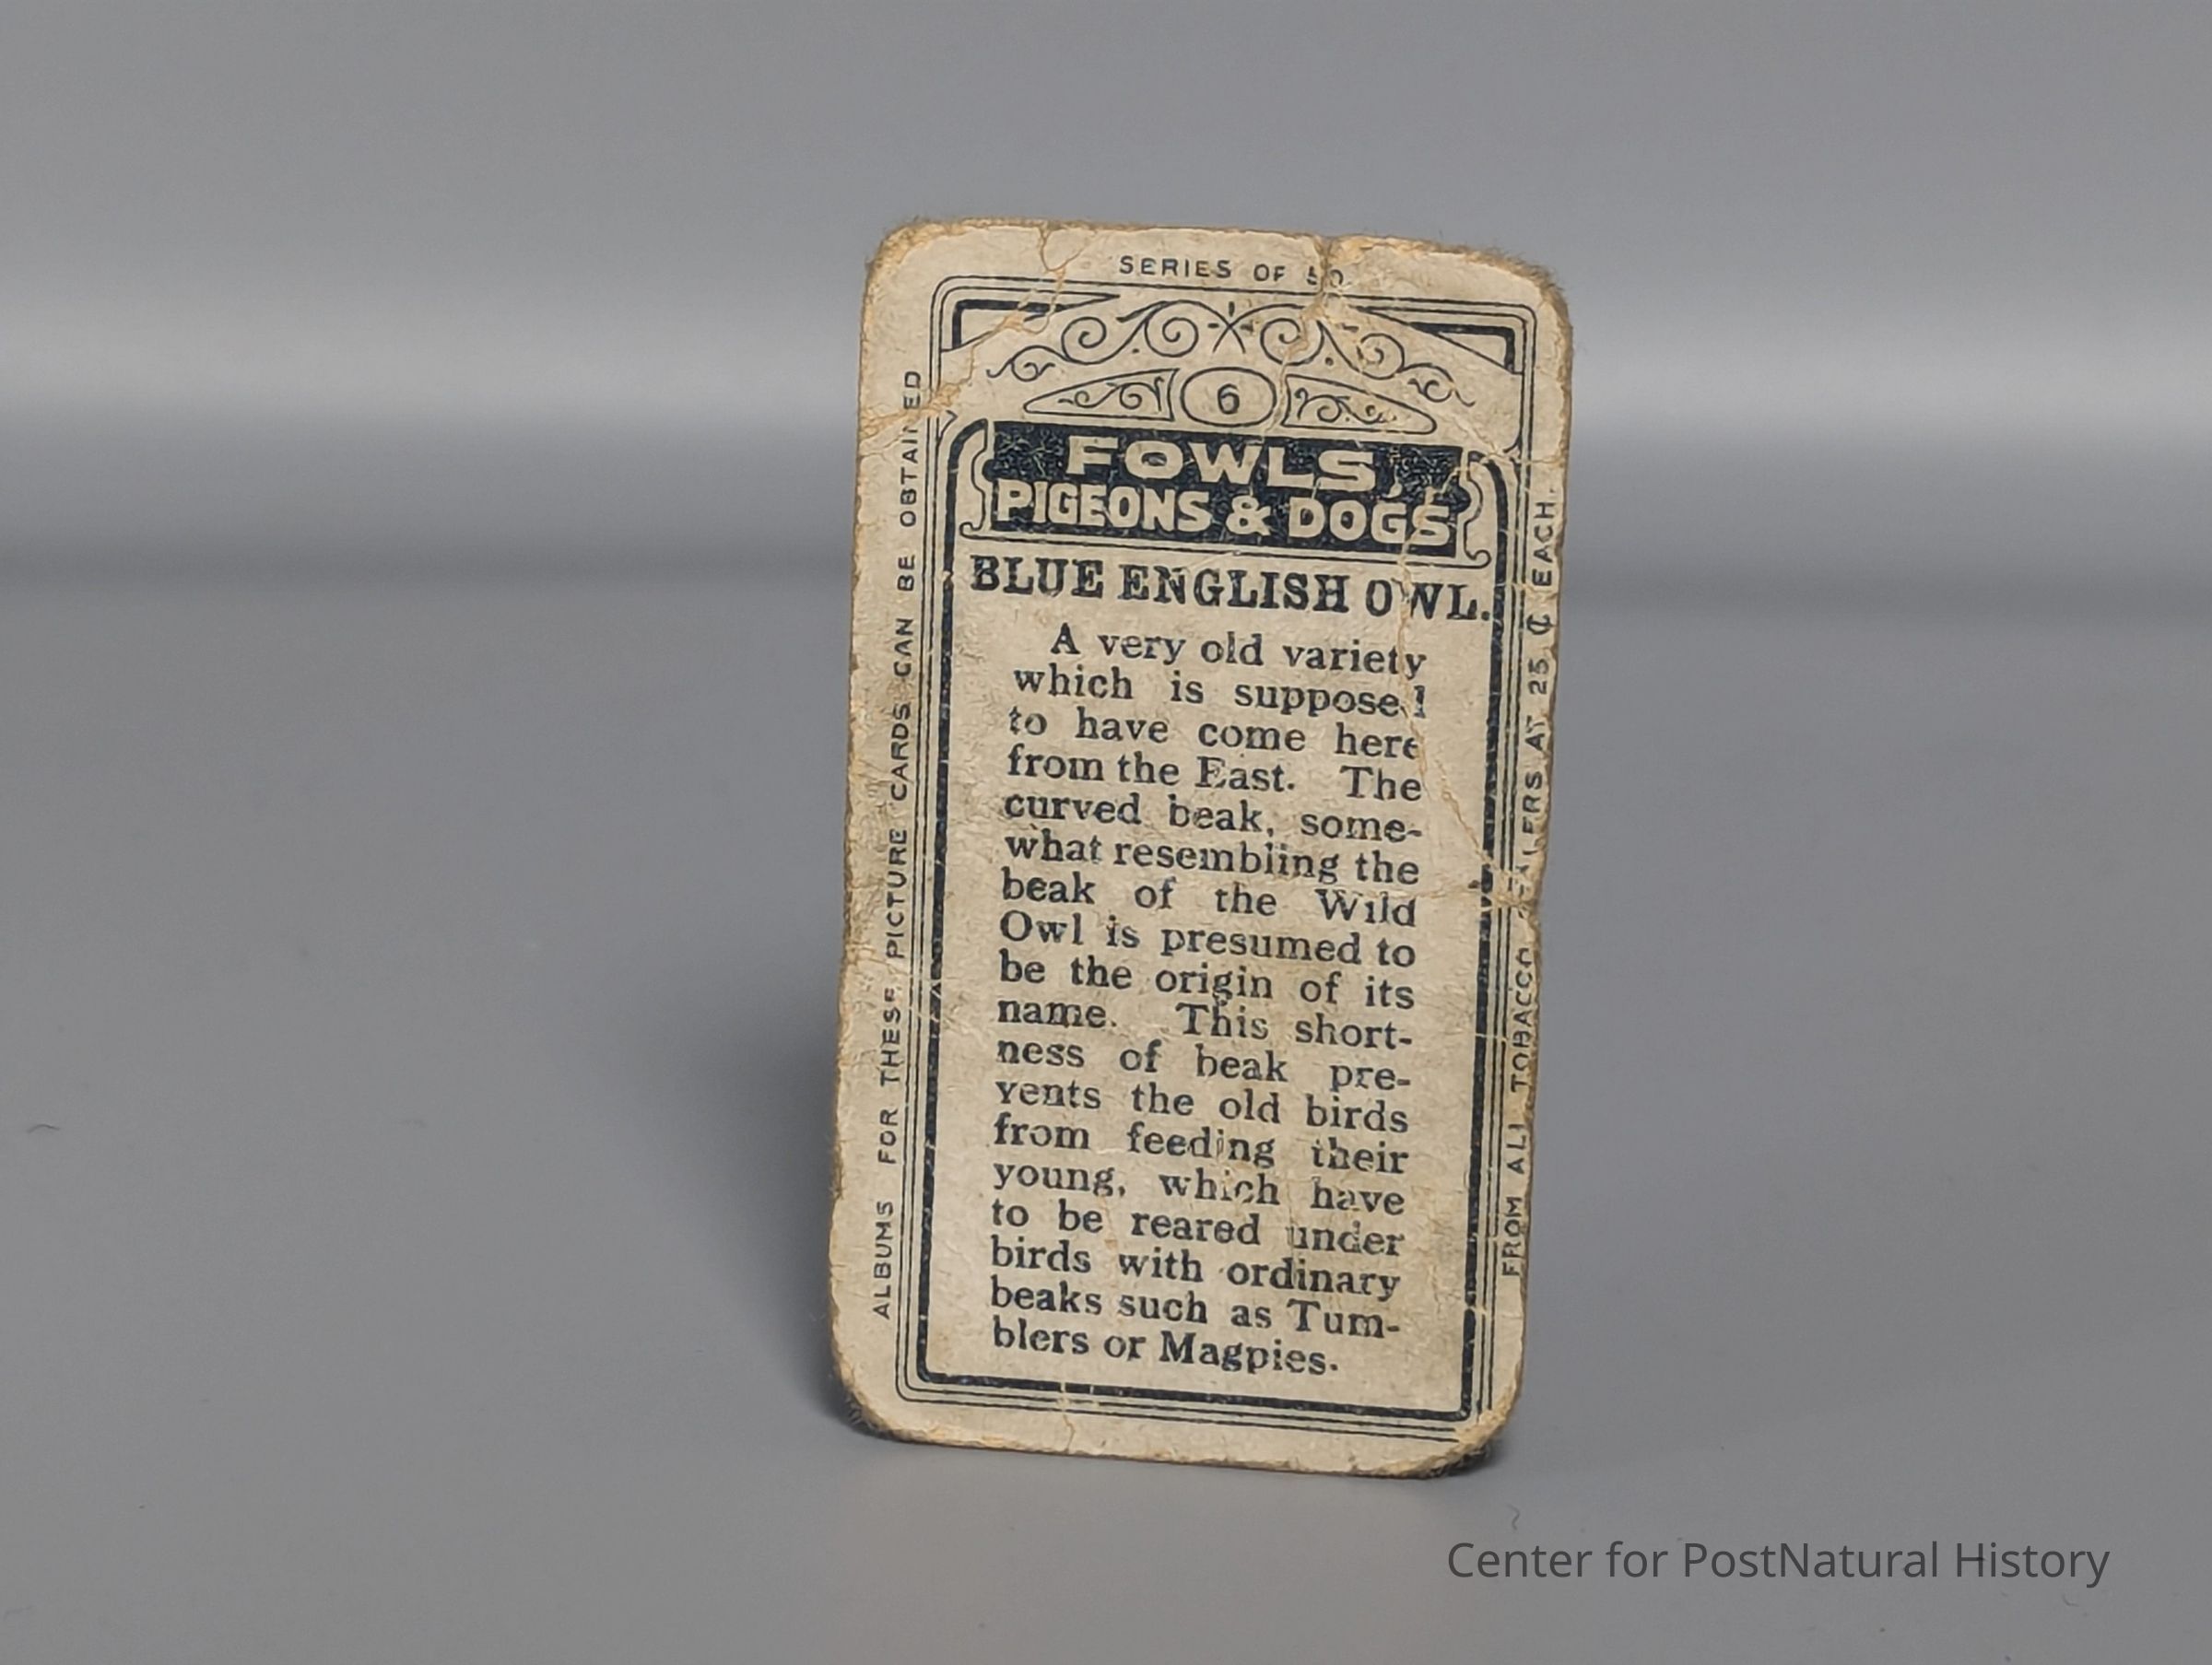 SERIES OF 50
6
FOWLS,
PIGEONS & DOGS
BLUE ENGLISH OWL.
A very old variety
which is supposed
to have come here
from the East. The
curved beak, some-
what resembling the
beak of the Wild
Owl is presumed to
be the origin of its
name. This short-
ness of beak pre-
vents the old birds
from feeding their
young, which have
to be reared under
birds with ordinary
beaks such as Tum-
blers or Magpies.
ALBUMS FOR THESE PICTURE CARDS CAN BE OBTAINED
FROM ALL TOBACCO DEALERS AT 25 ₵ EACH.
Center for PostNatural History